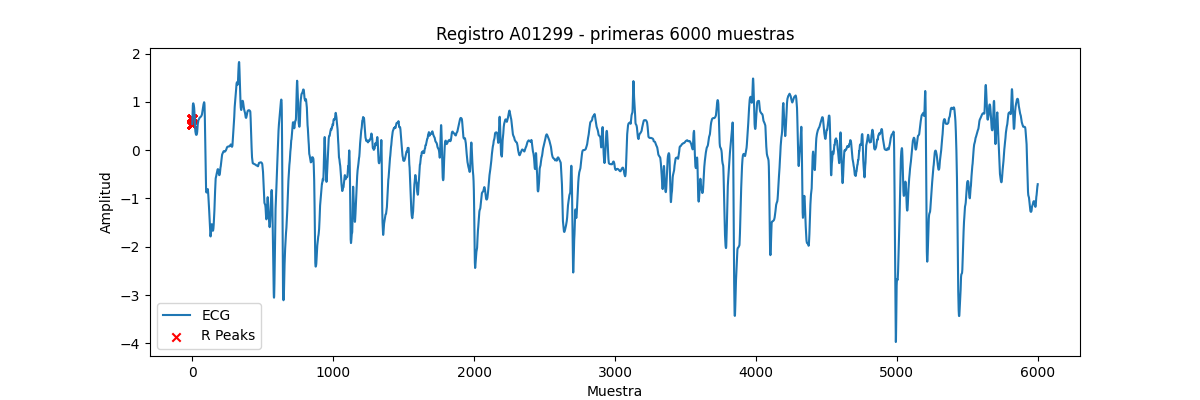 Registro A01299 - primeras 6000 muestras
Amplitud
2
1
0
−1
−2
−3
−4
ECG
R Peaks
0
1000
2000
3000
4000
5000
6000
Muestra